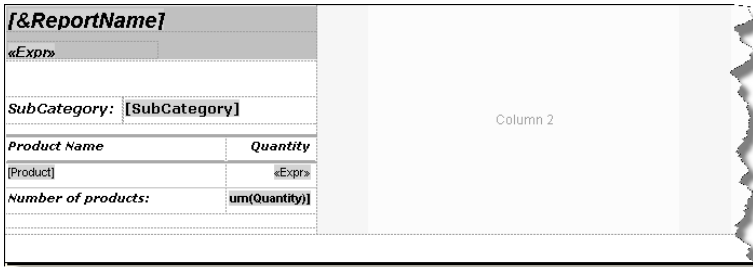 [&ReportName]
«Expr»
SubCategory: [SubCategory]
Column 2
Product Name Quantity
[Product] «Expr»
Number of products: um(Quantity)]